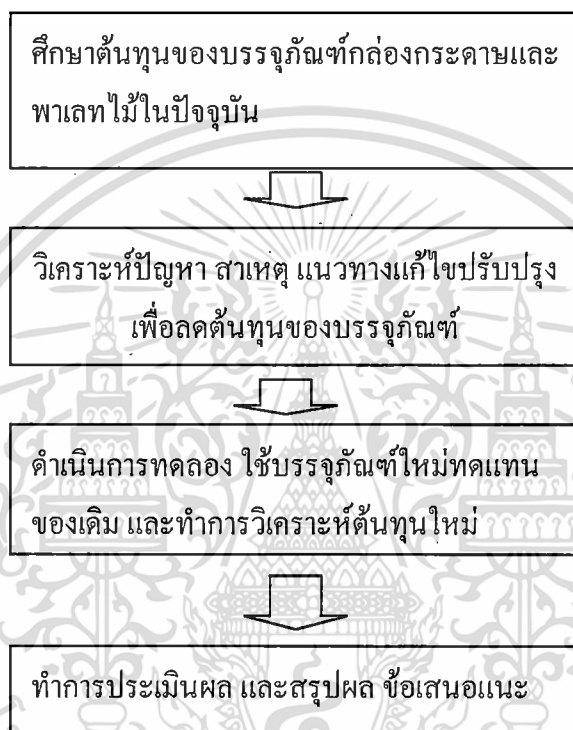 ศึกษาต้นทุนของบรรจุภัณฑ์กล่องกระดาษและ
พาเลทไม้ในปัจจุบัน
วิเคราะห์ปัญหา สาเหตุ แนวทางแก้ไขปรับปรุง
เพื่อลดต้นทุนของบรรจุภัณฑ์
ดำเนินการทดลอง ใช้บรรจุภัณฑ์ใหม่ทดแทน
ของเดิม และทำการวิเคราะห์ต้นทุนใหม่
ทำการประเมินผล และสรุปผล ข้อเสนอแนะ